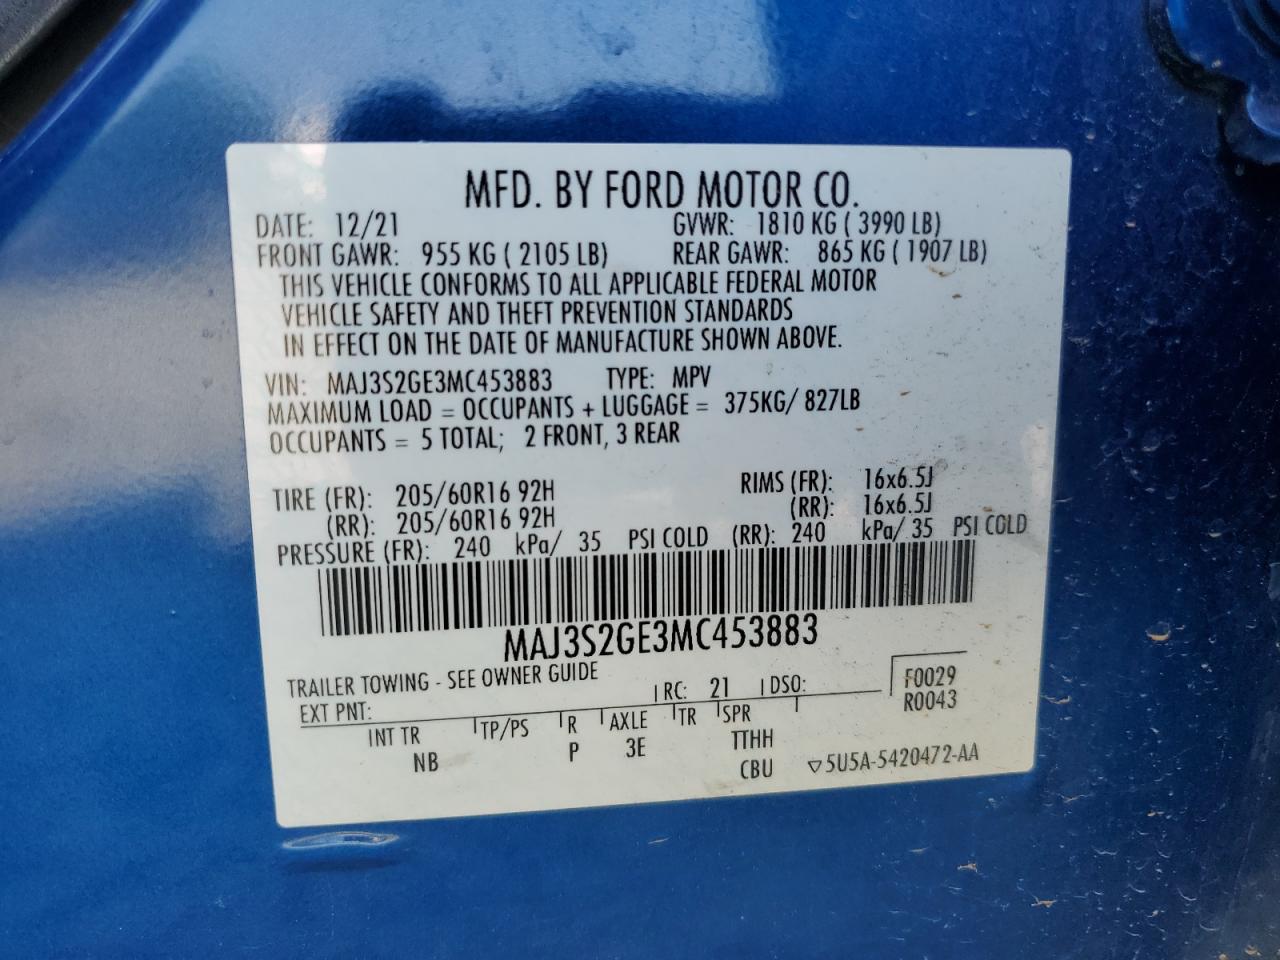 MFD. BY FORD MOTOR CO.
DATE: 12/21 GVWR: 1810 KG ( 3990 LB)
FRONT GAWR: 955 KG ( 2105 LB) REAR GAWR: 865 KG ( 1907 LB)
THIS VEHICLE CONFORMS TO ALL APPLICABLE FEDERAL MOTOR
VEHICLE SAFETY AND THEFT PREVENTION STANDARDS
IN EFFECT ON THE DATE OF MANUFACTURE SHOWN ABOVE.
VIN: MAJ3S2GE3MC453883 TYPE: MPV
MAXIMUM LOAD = OCCUPANTS + LUGGAGE = 375KG/ 827LB
OCCUPANTS = 5 TOTAL; 2 FRONT, 3 REAR
TIRE (FR): 205/60R16 92H RIMS (FR): 16x6.5J
(RR): 205/60R16 92H (RR): 16x6.5J
PRESSURE (FR): 240 kPa/ 35 PSI COLD (RR): 240 kPa/ 35 PSI COLD
MAJ3S2GE3MC453883
TRAILER TOWING - SEE OWNER GUIDE
EXT PNT: RC: 21 DSO: F0029
R0043
INT TR TP/PS R AXLE TR SPR
NB P 3E TTHH
CBU ▽5U5A-5420472-AA